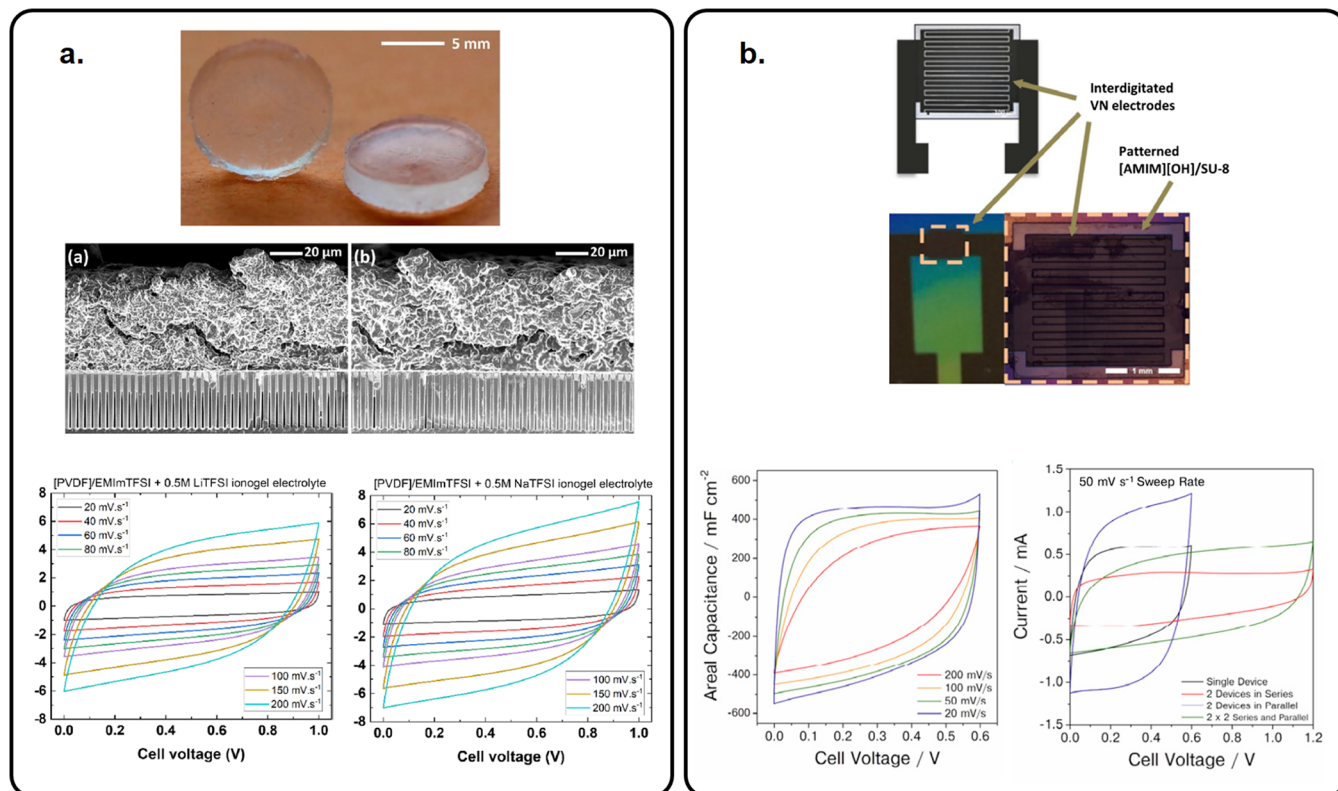 a.
5 mm
(a)
20 µm
(b)
20 µm
[PVDF]/EMImTFSI + 0.5M LiTFSI ionogel electrolyte
8
6
4
2
0
-2
-4
-6
-8
20 mV.s-1
40 mV.s-1
60 mV.s-1
80 mV.s-1
100 mV.s-1
150 mV.s-1
200 mV.s-1
0.0 0.2 0.4 0.6 0.8 1.0
Cell voltage (V)
[PVDF]/EMImTFSI + 0.5M NaTFSI ionogel electrolyte
8
6
4
2
0
-2
-4
-6
-8
20 mV.s-1
40 mV.s-1
60 mV.s-1
80 mV.s-1
100 mV.s-1
150 mV.s-1
200 mV.s-1
0.0 0.2 0.4 0.6 0.8 1.0
Cell voltage (V)
b.
Interdigitated
VN electrodes
Patterned
[AMIM][OH]/SU-8
1 mm
Areal Capacitance / mF cm-2
600
400
200
0
-200
-400
-600
200 mV/s
100 mV/s
50 mV/s
20 mV/s
0.0 0.1 0.2 0.3 0.4 0.5 0.6
Cell Voltage / V
50 mV s-1 Sweep Rate
Current / mA
1.5
1.0
0.5
0.0
-0.5
-1.0
-1.5
Single Device
2 Devices in Series
2 Devices in Parallel
2 x 2 Series and Parallel
0.0 0.2 0.4 0.6 0.8 1.0 1.2
Cell Voltage / V